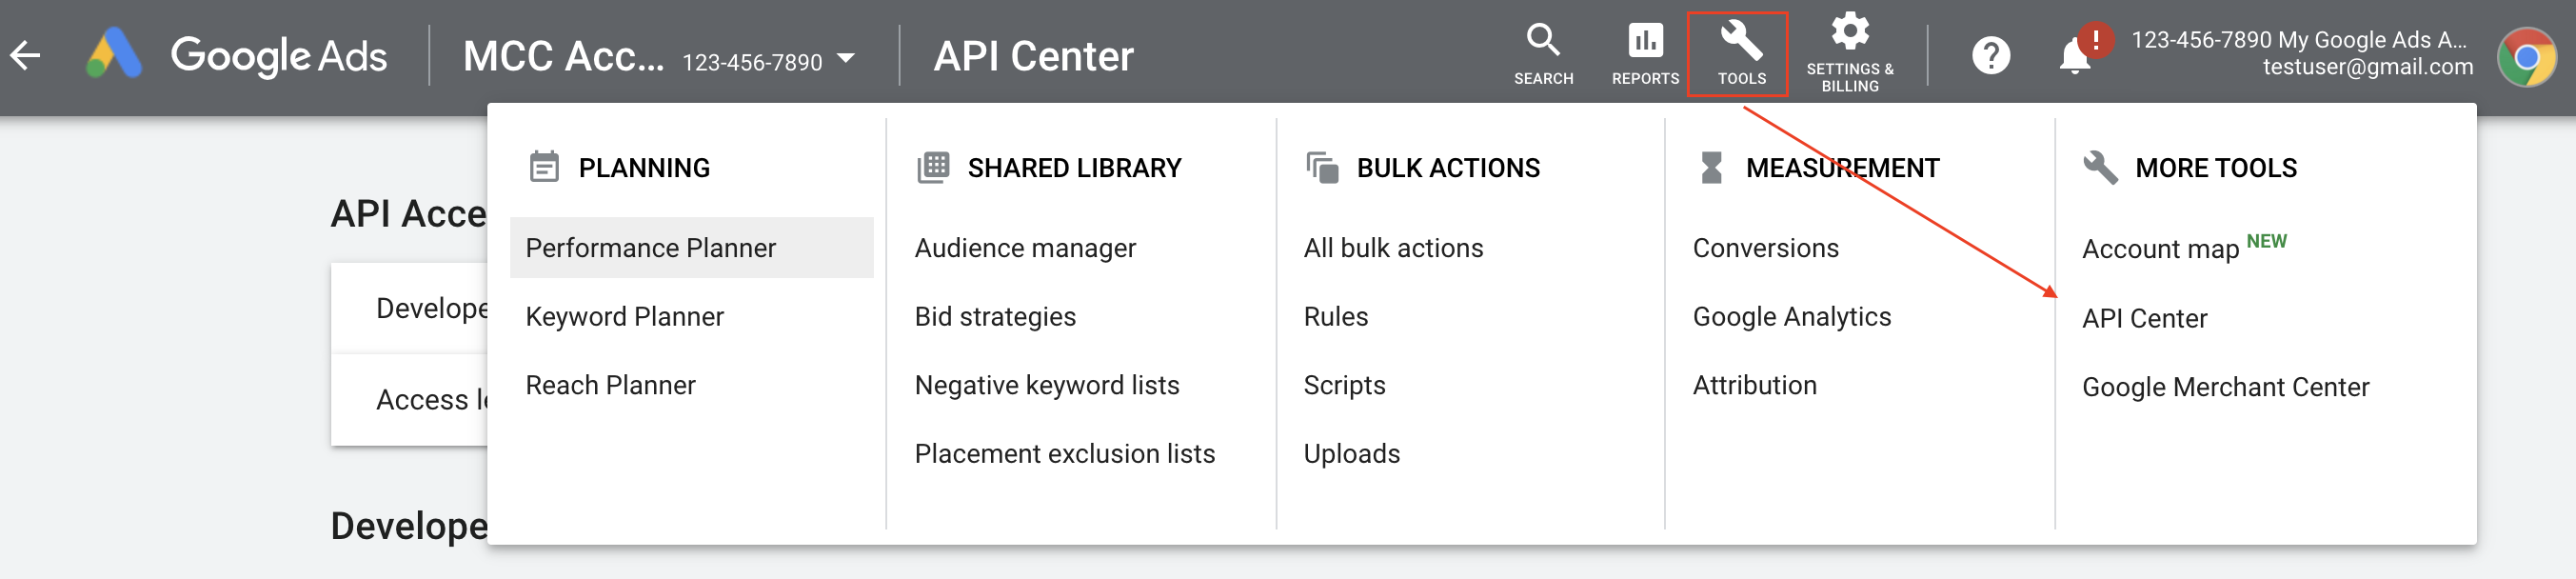 Google Ads
MCC Acc... 123-456-7890
API Center
SEARCH
REPORTS
TOOLS
SETTINGS &
BILLING
?
!
123-456-7890 My Google Ads A...
testuser@gmail.com
API Acce
Develope
Access l
Develope
PLANNING
Performance Planner
Keyword Planner
Reach Planner
SHARED LIBRARY
Audience manager
Bid strategies
Negative keyword lists
Placement exclusion lists
BULK ACTIONS
All bulk actions
Rules
Scripts
Uploads
MEASUREMENT
Conversions
Google Analytics
Attribution
MORE TOOLS
Account map NEW
API Center
Google Merchant Center